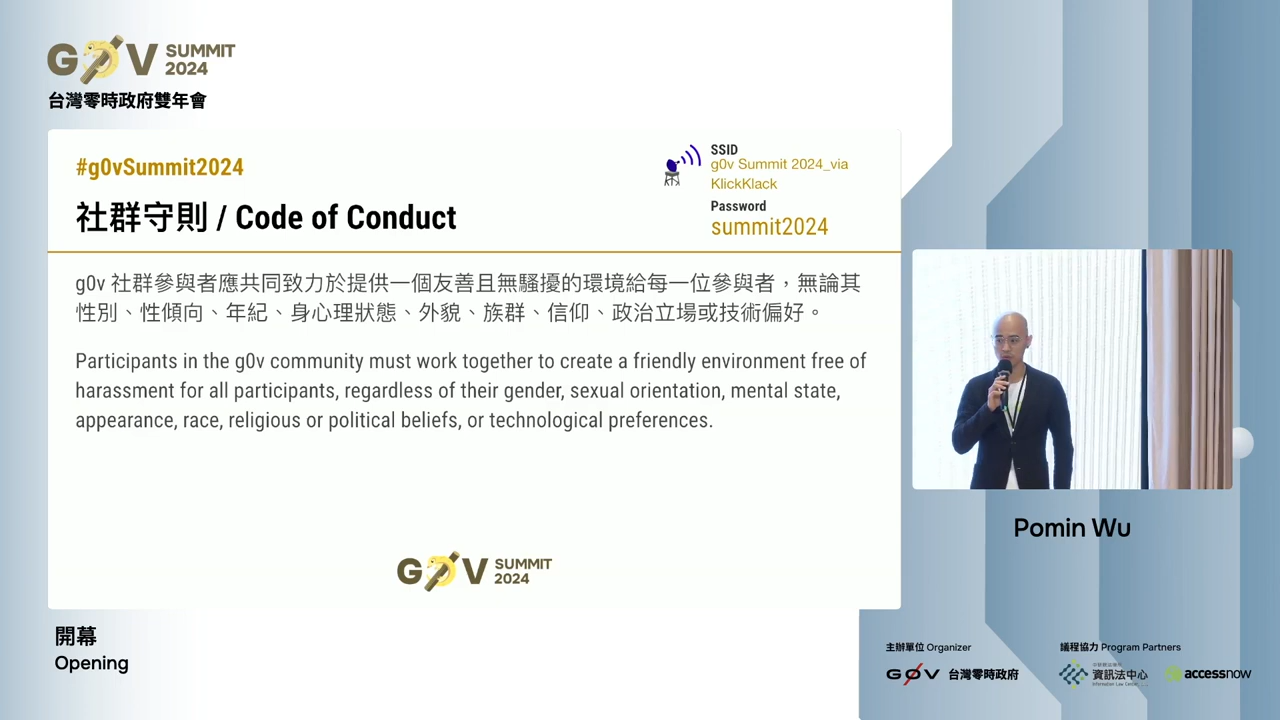 G0V SUMMIT 2024
台灣零時政府雙年會
#g0vSummit2024
社群守則 / Code of Conduct
SSID
g0v Summit 2024_via
KlickKlack
Password
summit2024
g0v 社群參與者應共同致力於提供一個友善且無騷擾的環境給每一位參與者，無論其
性別、性傾向、年紀、身心理狀態、外貌、族群、信仰、政治立場或技術偏好。
Participants in the g0v community must work together to create a friendly environment free of
harassment for all participants, regardless of their gender, sexual orientation, mental state,
appearance, race, religious or political beliefs, or technological preferences.
G0V SUMMIT 2024
Pomin Wu
開幕
Opening
主辦單位 Organizer
議程協力 Program Partners
G0V 台灣零時政府
資訊法中心
Information Law Center
accessnow